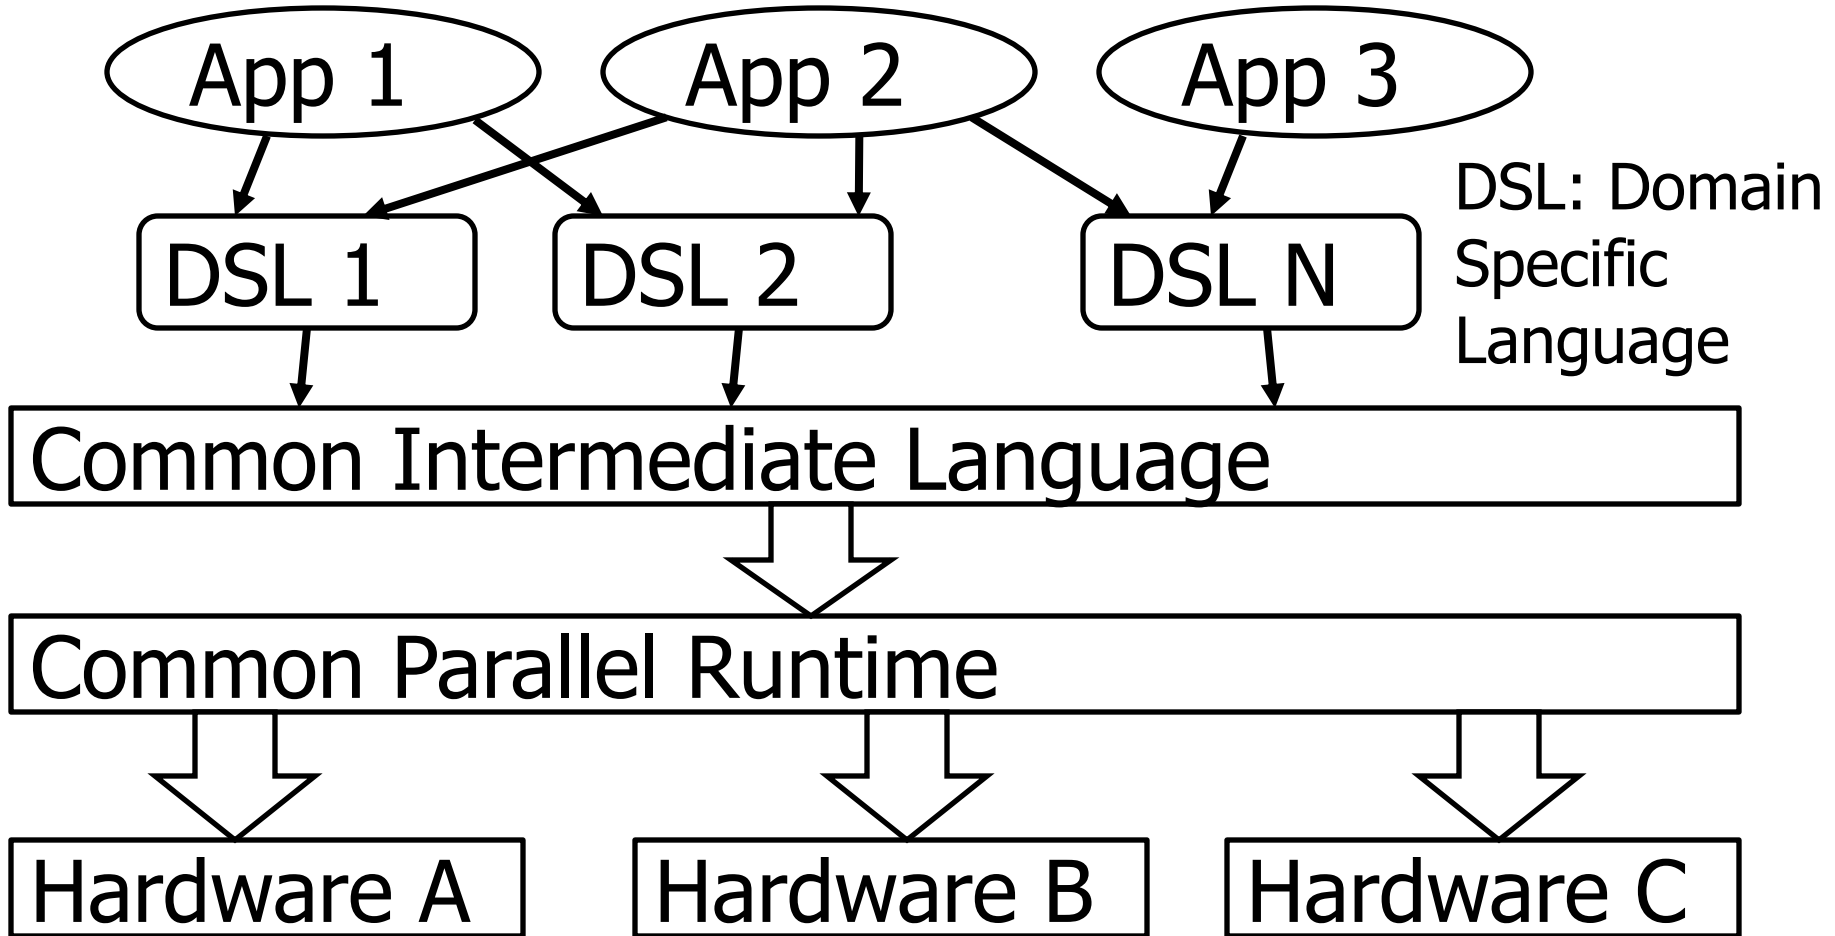 App 1
App 2
App 3
DSL: Domain
Specific
Language
DSL 1
DSL 2
DSL N
Common Intermediate Language
Common Parallel Runtime
Hardware A
Hardware B
Hardware C